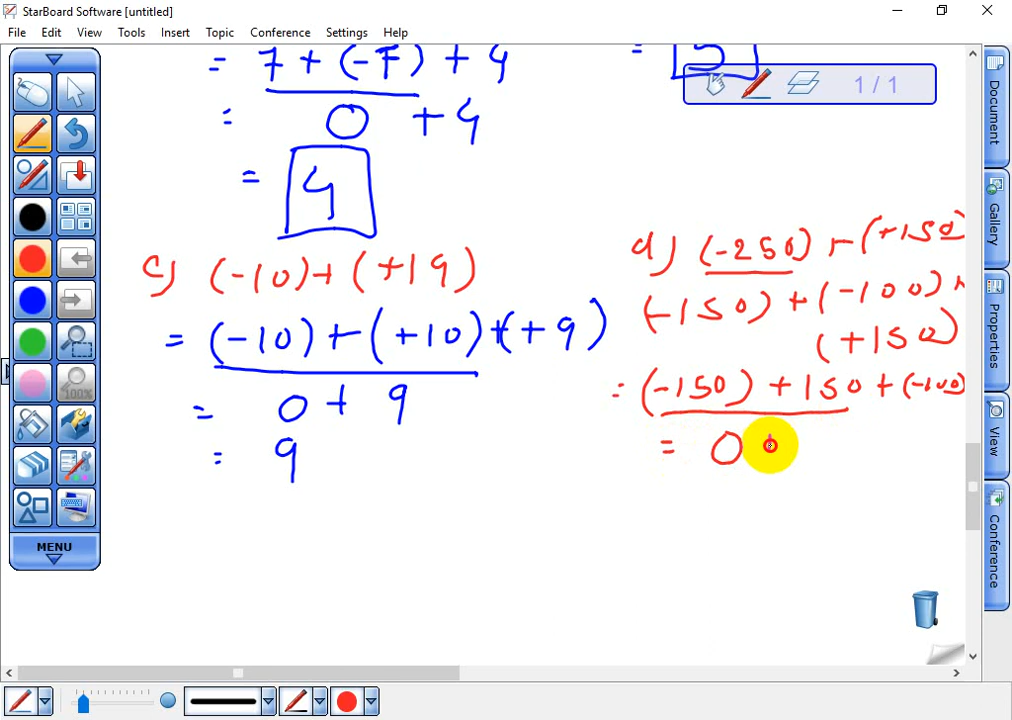 StarBoard Software [untitled]
File Edit View Tools Insert Topic Conference Settings Help
= 7 + (-7) + 4
= 5
1 / 1
= 0 + 4
= 4
c) (-10)+(+19)
= (-10)+(+10)+(+9)
= 0 + 9
= 9
d) (-250)+(+150)
(-150)+(-100)+
(+150)
= (-150)+150+(-100)
= 0 +
MENU
100%
Document
Gallery
Properties
View
Conference